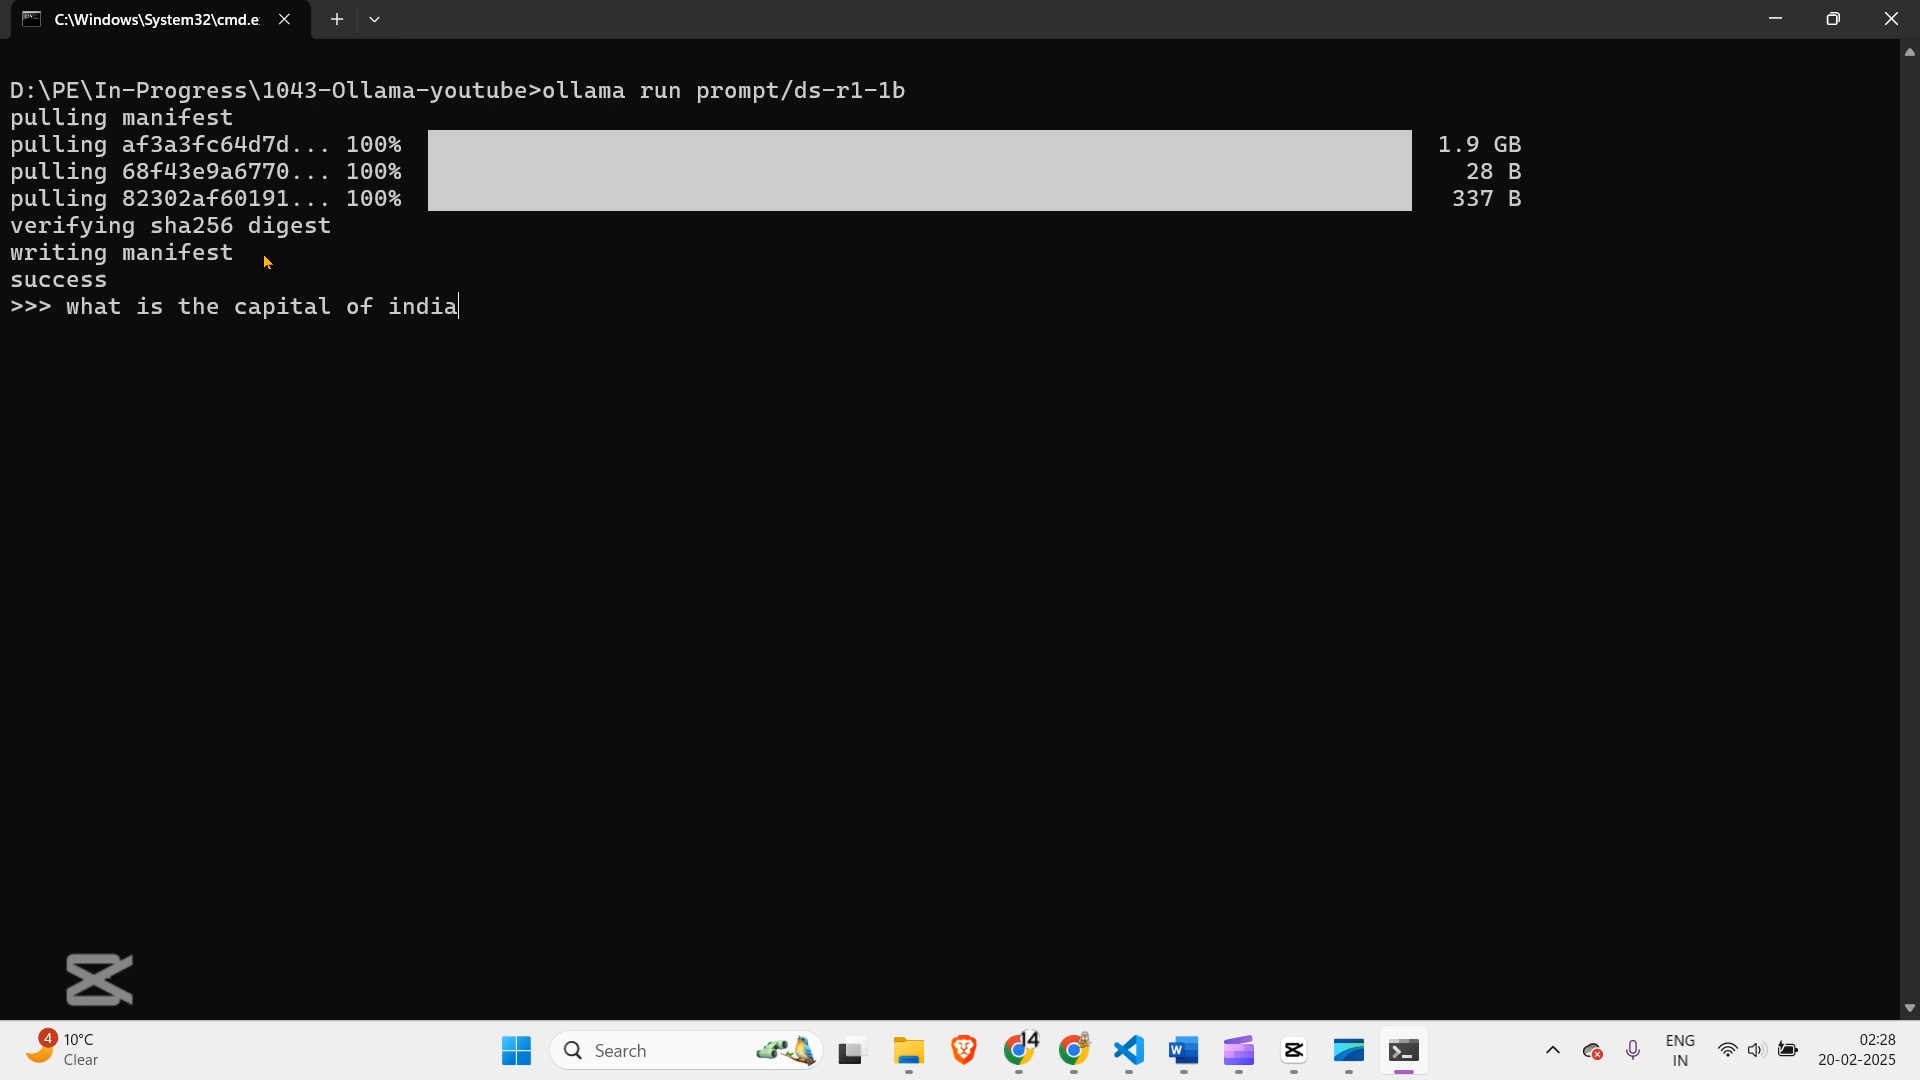 C:\Windows\System32\cmd.e
D:\PE\In-Progress\1043-Ollama-youtube>ollama run prompt/ds-r1-1b
pulling manifest
pulling af3a3fc64d7d... 100% 1.9 GB
pulling 68f43e9a6770... 100% 28 B
pulling 82302af60191... 100% 337 B
verifying sha256 digest
writing manifest
success
>>> what is the capital of india
4
10°C
Clear
Search
14
ENG
IN
02:28
20-02-2025